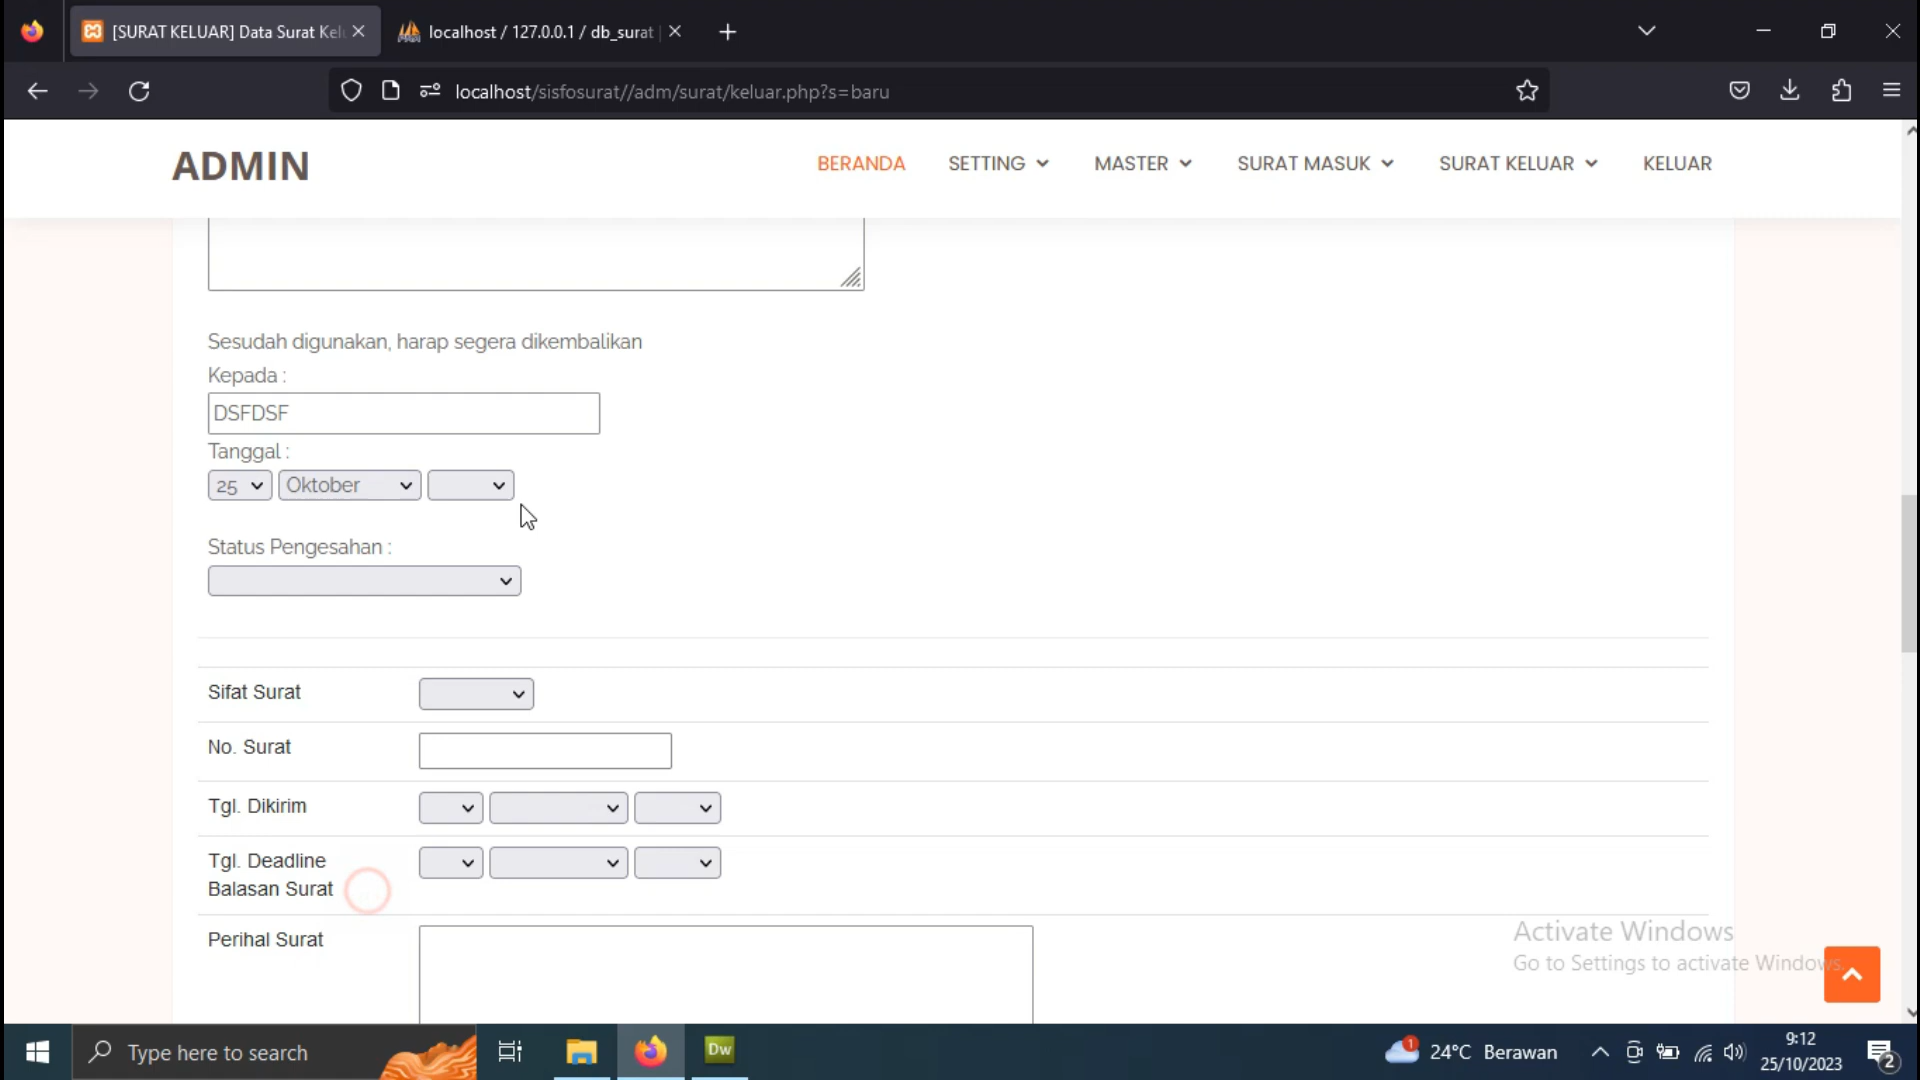 [SURAT KELUAR] Data Surat Kel
localhost / 127.0.0.1 / db_surat
localhost/sisfosurat//adm/surat/keluar.php?s=baru
ADMIN
BERANDA
SETTING
MASTER
SURAT MASUK
SURAT KELUAR
KELUAR
Sesudah digunakan, harap segera dikembalikan
Kepada :
DSFDSF
Tanggal :
25
Oktober
Status Pengesahan :
Sifat Surat
No. Surat
Tgl. Dikirim
Tgl. Deadline
Balasan Surat
Perihal Surat
Activate Windows
Go to Settings to activate Windows.
Type here to search
Dw
1
24°C Berawan
9:12
25/10/2023
2